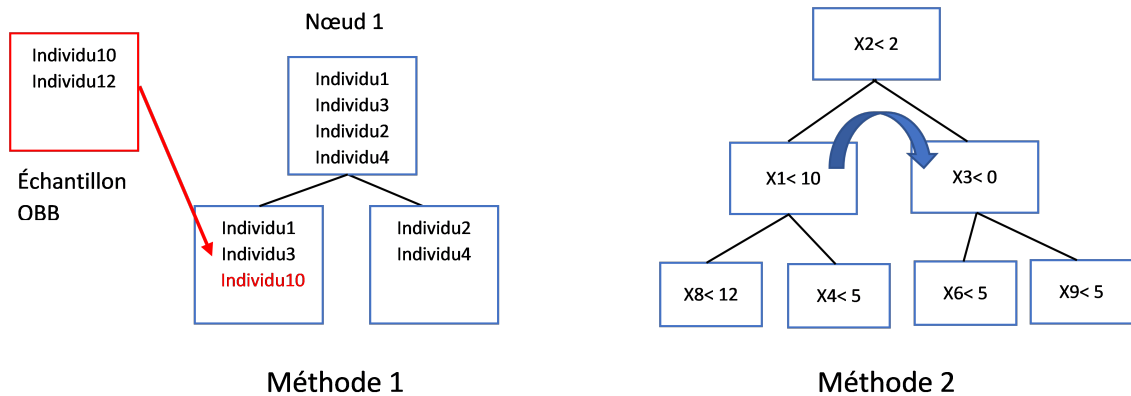 Nœud 1
Individu10
Individu12
Échantillon
OBB
Individu1
Individu3
Individu2
Individu4
Individu1
Individu3
Individu10
Individu2
Individu4
Méthode 1
X2< 2
X1< 10
X3< 0
X8< 12
X4< 5
X6< 5
X9< 5
Méthode 2